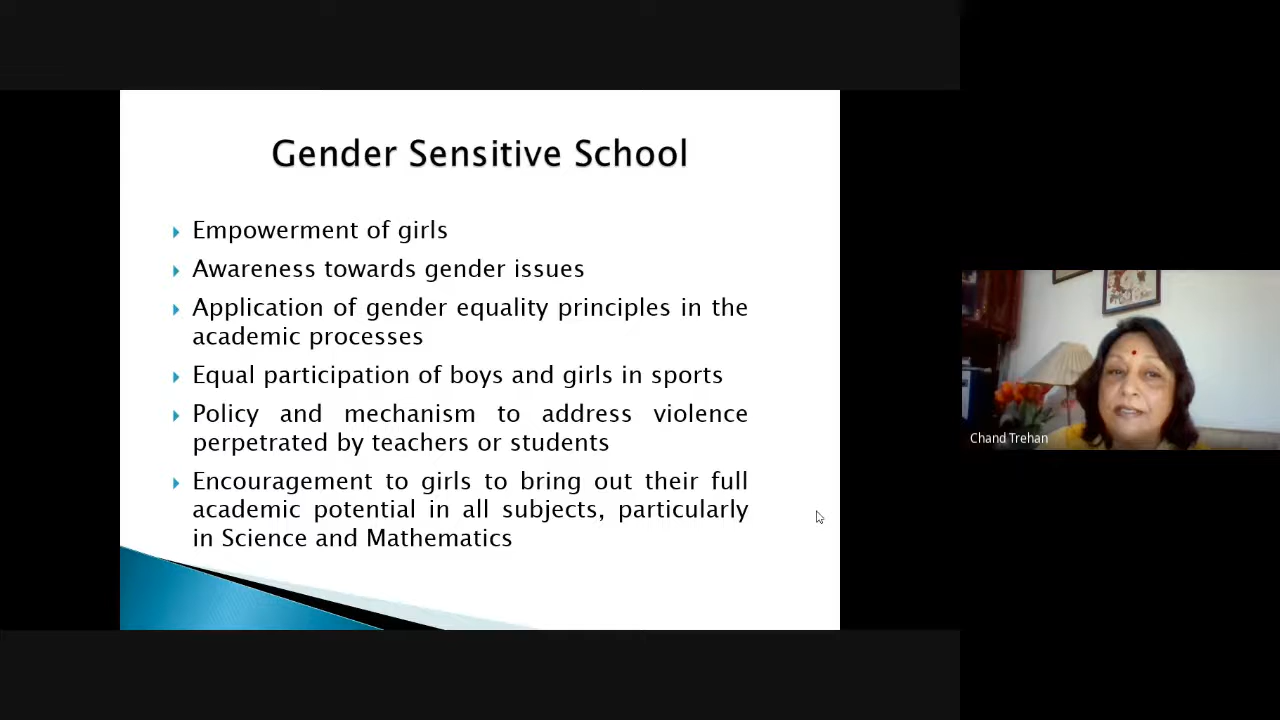 Gender Sensitive School
Empowerment of girls
Awareness towards gender issues
Application of gender equality principles in the
academic processes
Equal participation of boys and girls in sports
Policy and mechanism to address violence
perpetrated by teachers or students
Encouragement to girls to bring out their full
academic potential in all subjects, particularly
in Science and Mathematics
Chand Trehan